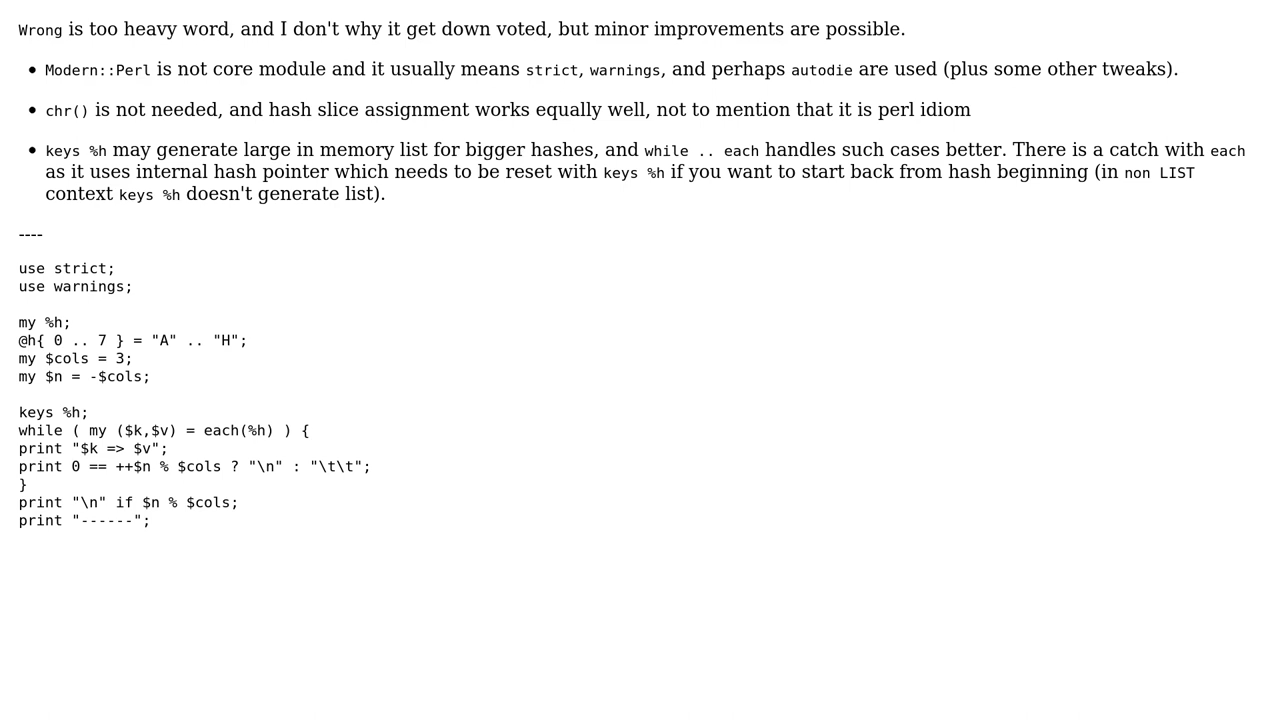 Wrong is too heavy word, and I don't why it get down voted, but minor improvements are possible.
• Modern::Perl is not core module and it usually means strict, warnings, and perhaps autodie are used (plus some other tweaks).
• chr() is not needed, and hash slice assignment works equally well, not to mention that it is perl idiom
• keys %h may generate large in memory list for bigger hashes, and while .. each handles such cases better. There is a catch with each
as it uses internal hash pointer which needs to be reset with keys %h if you want to start back from hash beginning (in non LIST
context keys %h doesn't generate list).
----
use strict;
use warnings;
my %h;
@h{ 0 .. 7 } = "A" .. "H";
my $cols = 3;
my $n = -$cols;
keys %h;
while ( my ($k,$v) = each(%h) ) {
print "$k => $v";
print 0 == ++$n % $cols ? "\n" : "\t\t";
}
print "\n" if $n % $cols;
print "------";